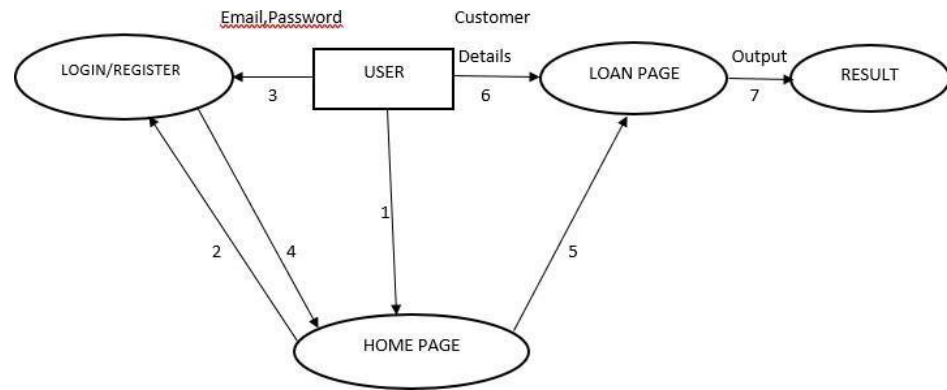 Email,Password
Customer
Details
Output
LOGIN/REGISTER
USER
LOAN PAGE
RESULT
3
6
7
1
2
4
5
HOME PAGE